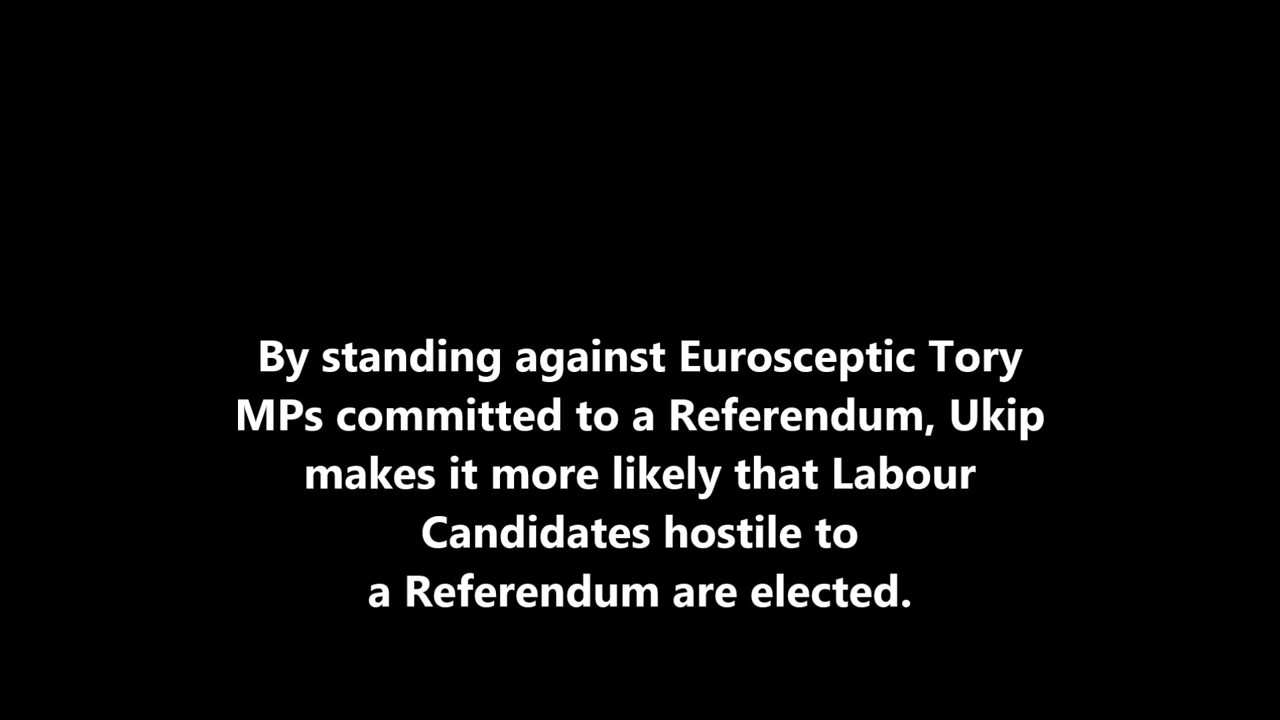 By standing against Eurosceptic Tory
MPs committed to a Referendum, Ukip
makes it more likely that Labour
Candidates hostile to
a Referendum are elected.